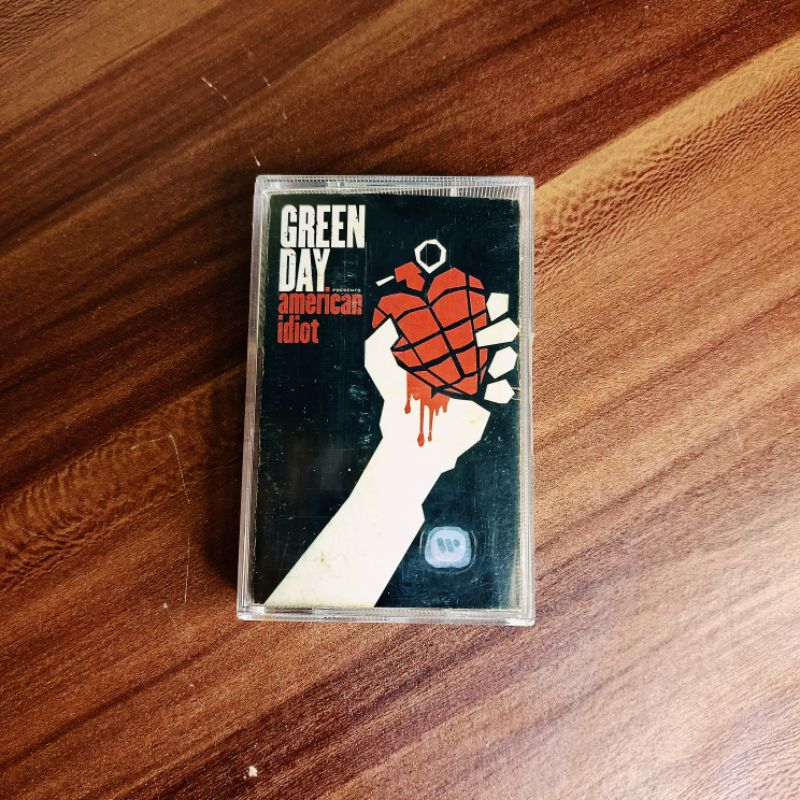 GREEN
DAY
PRESENTS
american
idiot